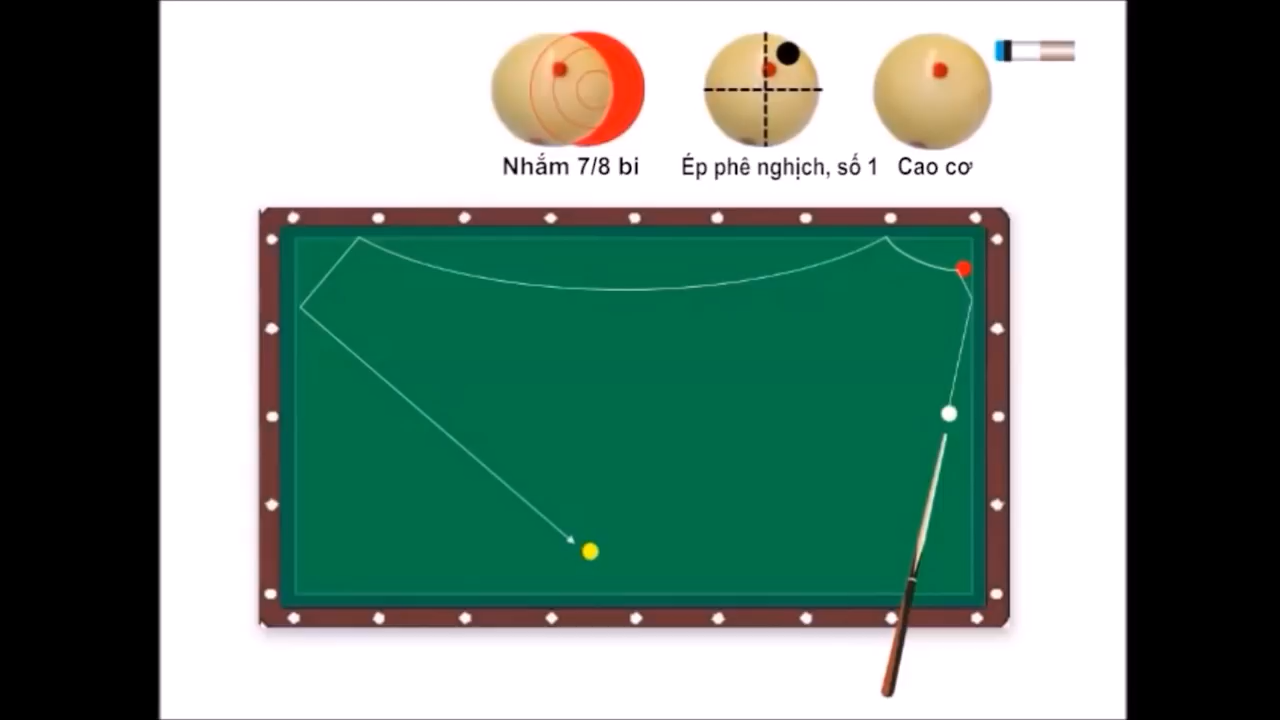 Nhắm 7/8 bi
Ép phê nghịch, số 1
Cao cơ